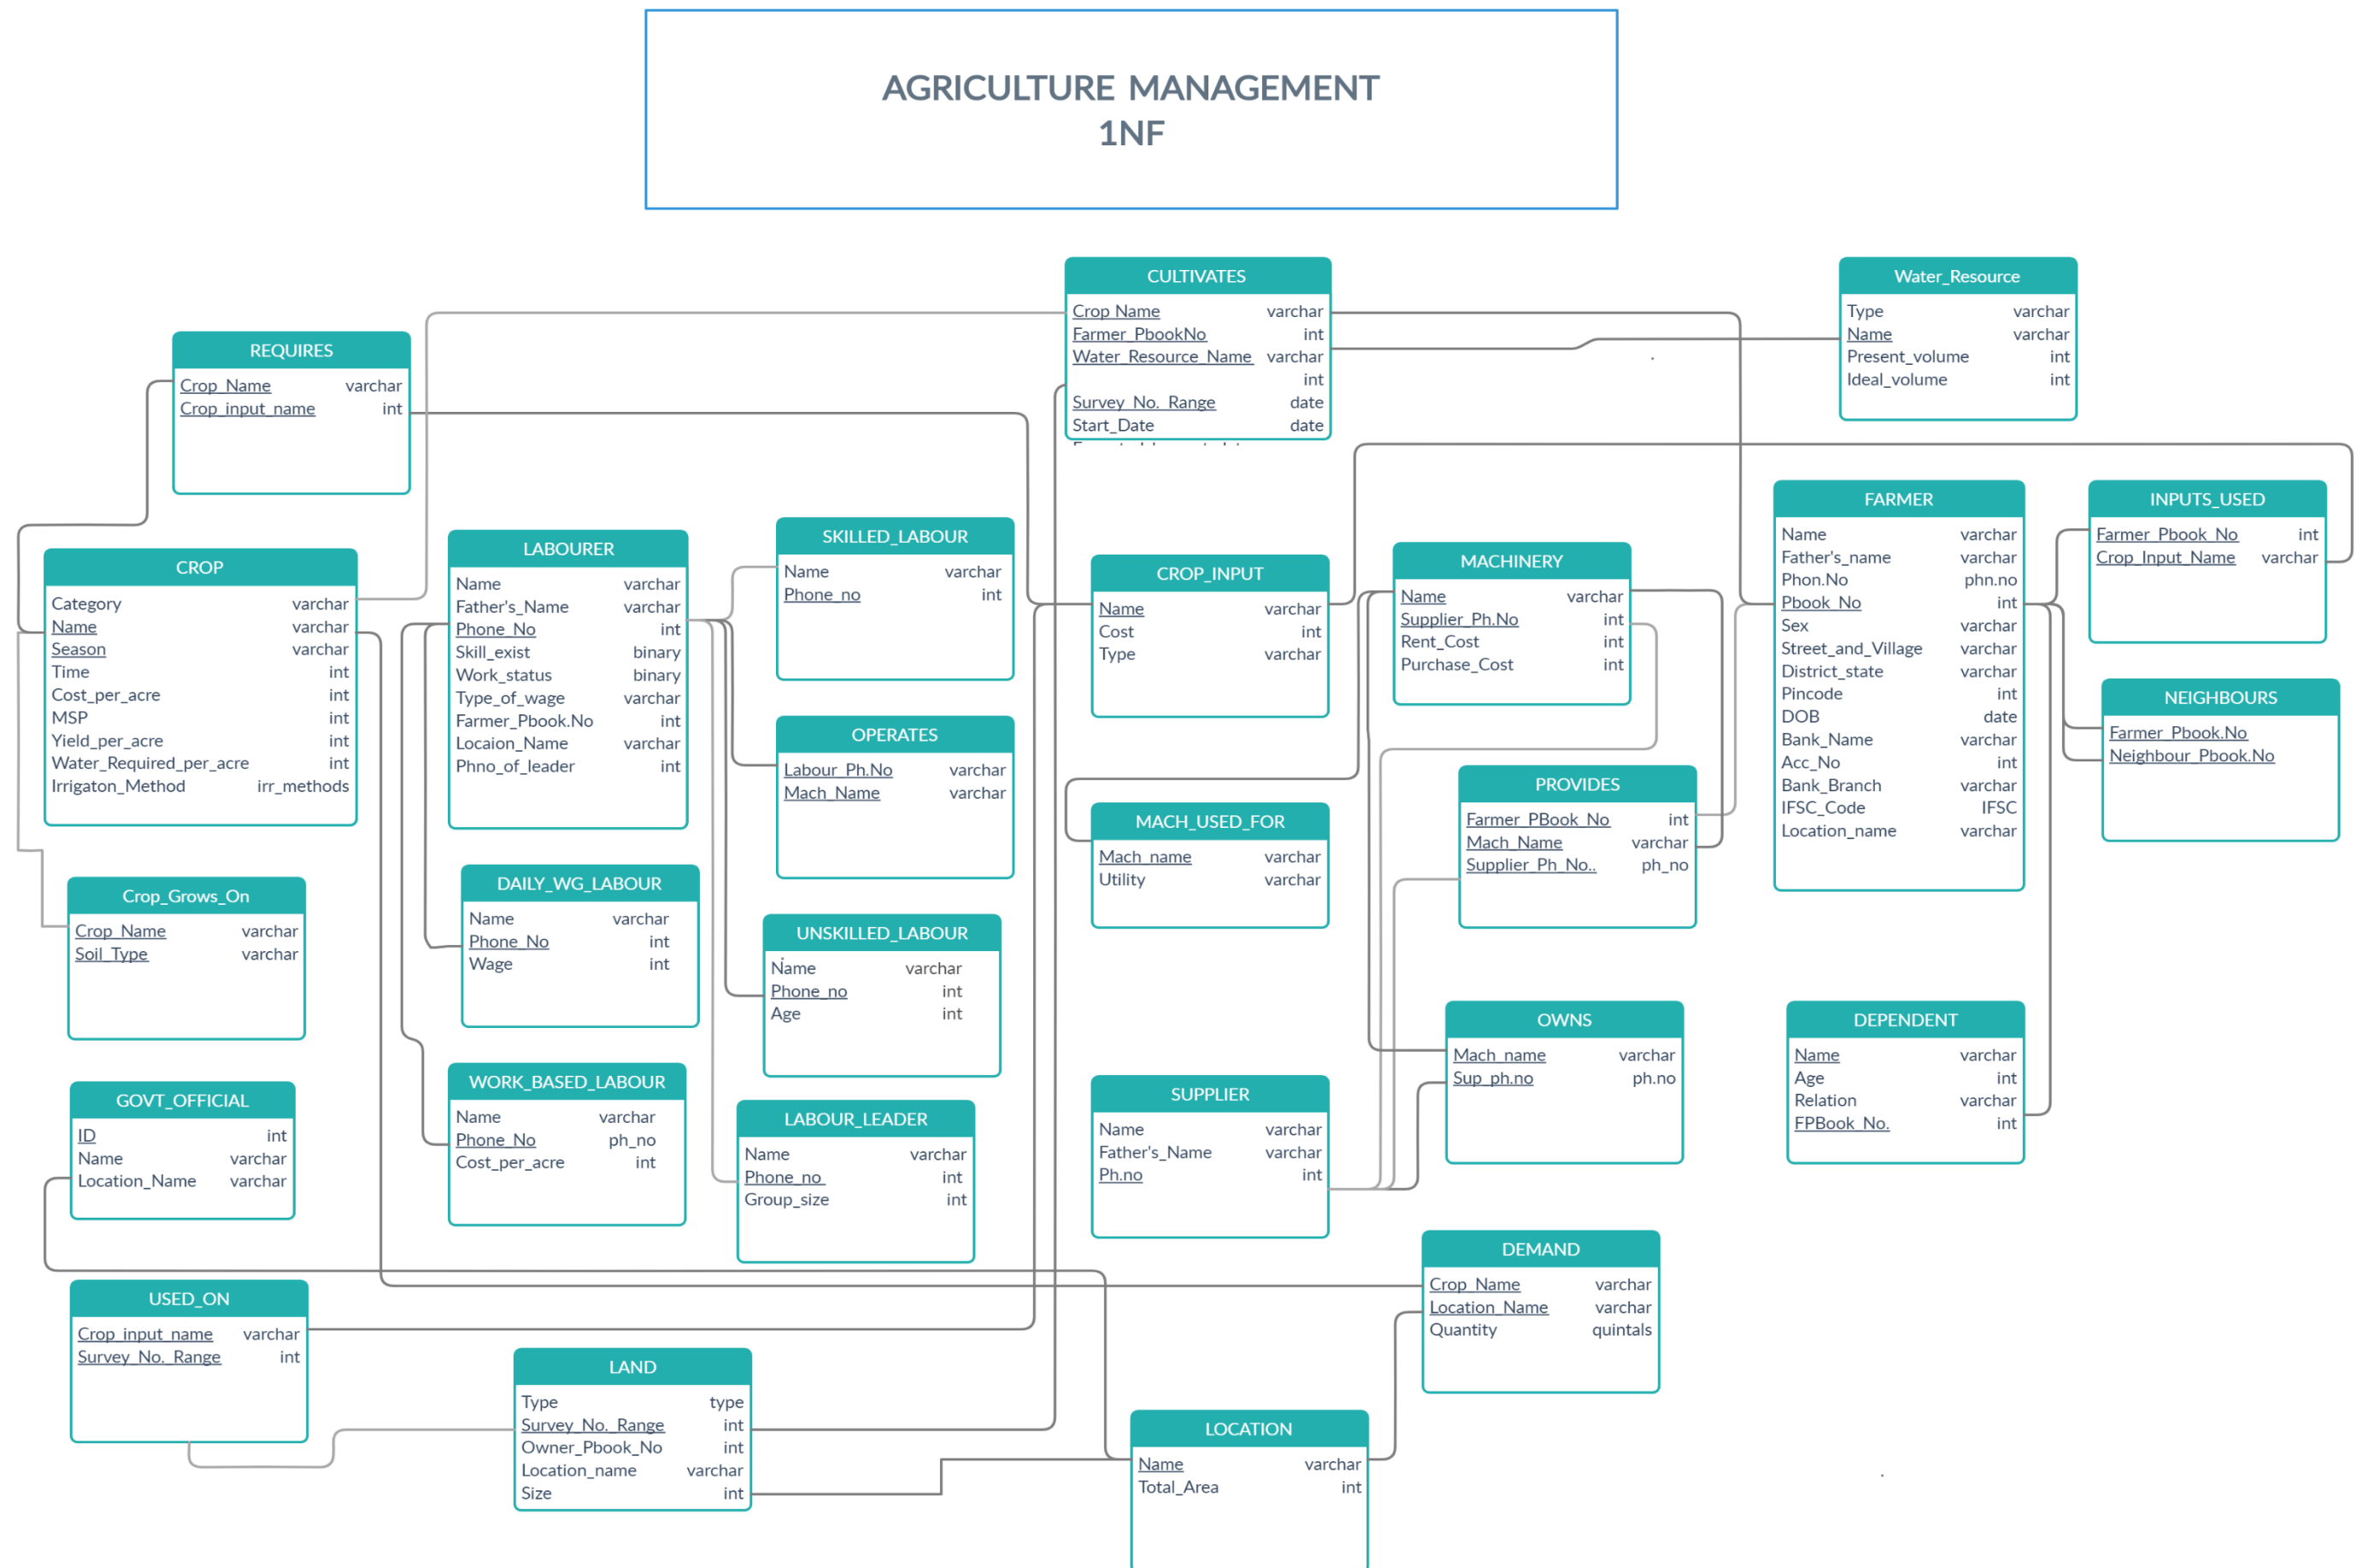 AGRICULTURE MANAGEMENT
1NF
CULTIVATES
Crop Name varchar
Farmer_PbookNo int
Water_Resource_Name varchar
int
Survey_No._Range date
Start_Date date
Water_Resource
Type varchar
Name varchar
Present_volume int
Ideal_volume int
REQUIRES
Crop_Name varchar
Crop_input_name int
CROP
Category varchar
Name varchar
Season varchar
Time int
Cost_per_acre int
MSP int
Yield_per_acre int
Water_Required_per_acre int
Irrigaton_Method irr_methods
LABOURER
Name varchar
Father's_Name varchar
Phone_No int
Skill_exist binary
Work_status binary
Type_of_wage varchar
Farmer_Pbook.No int
Locaion_Name varchar
Phno_of_leader int
SKILLED_LABOUR
Name varchar
Phone_no int
CROP_INPUT
Name varchar
Cost int
Type varchar
MACHINERY
Name varchar
Supplier_Ph.No int
Rent_Cost int
Purchase_Cost int
FARMER
Name varchar
Father's_name varchar
Phon.No phn.no
Pbook_No int
Sex varchar
Street_and_Village varchar
District_state varchar
Pincode int
DOB date
Bank_Name varchar
Acc_No int
Bank_Branch varchar
IFSC_Code IFSC
Location_name varchar
INPUTS_USED
Farmer_Pbook_No int
Crop_Input_Name varchar
NEIGHBOURS
Farmer_Pbook.No
Neighbour_Pbook.No
OPERATES
Labour_Ph.No varchar
Mach_Name varchar
MACH_USED_FOR
Mach_name varchar
Utility varchar
PROVIDES
Farmer_PBook_No int
Mach_Name varchar
Supplier_Ph_No.. ph_no
Crop_Grows_On
Crop_Name varchar
Soil_Type varchar
DAILY_WG_LABOUR
Name varchar
Phone_No int
Wage int
UNSKILLED_LABOUR
Name varchar
Phone_no int
Age int
OWNS
Mach_name varchar
Sup_ph.no ph.no
DEPENDENT
Name varchar
Age int
Relation varchar
FPBook_No. int
GOVT_OFFICIAL
ID int
Name varchar
Location_Name varchar
WORK_BASED_LABOUR
Name varchar
Phone_No ph_no
Cost_per_acre int
LABOUR_LEADER
Name varchar
Phone_no int
Group_size int
SUPPLIER
Name varchar
Father's_Name varchar
Ph.no int
DEMAND
Crop_Name varchar
Location_Name varchar
Quantity quintals
USED_ON
Crop_input_name varchar
Survey_No._Range int
LAND
Type type
Survey_No._Range int
Owner_Pbook_No int
Location_name varchar
Size int
LOCATION
Name varchar
Total_Area int